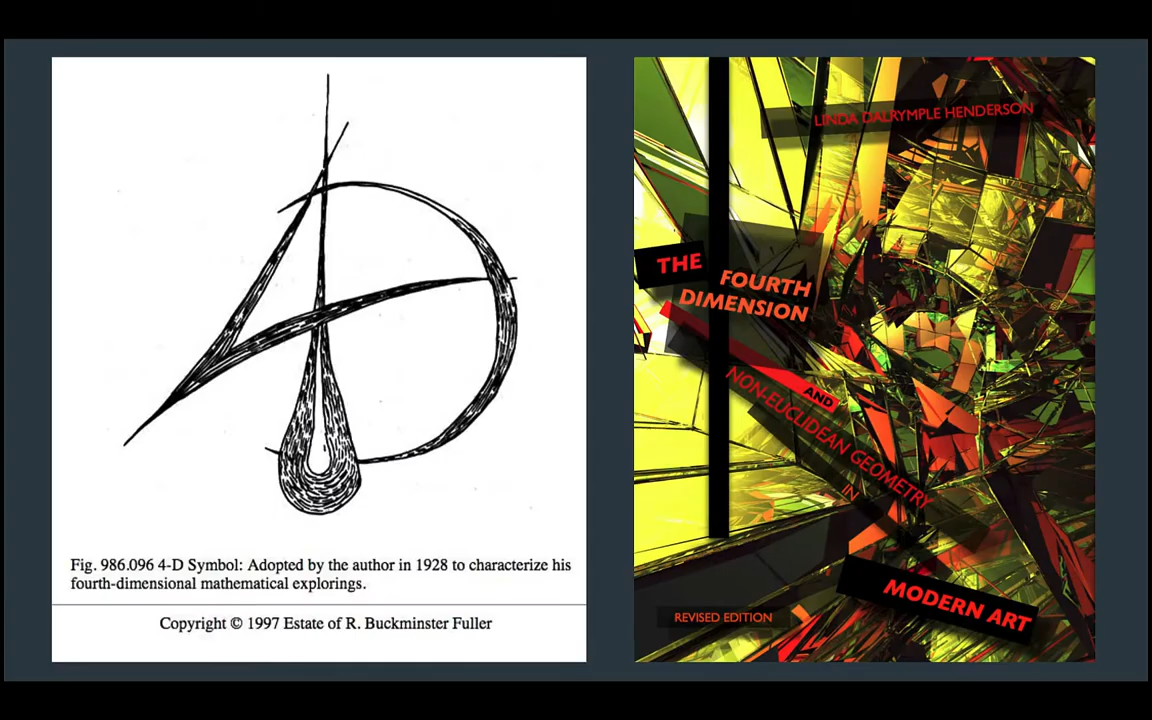 Fig. 986.096 4-D Symbol: Adopted by the author in 1928 to characterize his
fourth-dimensional mathematical explorings.
Copyright © 1997 Estate of R. Buckminster Fuller
LINDA DALRYMPLE HENDERSON
THE
FOURTH
DIMENSION
AND
NON-EUCLIDEAN GEOMETRY
IN
MODERN ART
REVISED EDITION